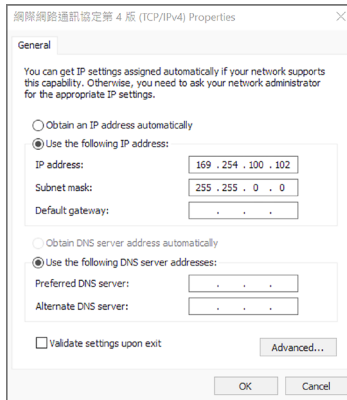 網際網路通訊協定第 4 版 (TCP/IPv4) Properties
General
You can get IP settings assigned automatically if your network supports
this capability. Otherwise, you need to ask your network administrator
for the appropriate IP settings.
Obtain an IP address automatically
Use the following IP address:
IP address: 169 . 254 . 100 . 102
Subnet mask: 255 . 255 . 0 . 0
Default gateway: . . .
Obtain DNS server address automatically
Use the following DNS server addresses:
Preferred DNS server: . . .
Alternate DNS server: . . .
Validate settings upon exit
Advanced...
OK Cancel